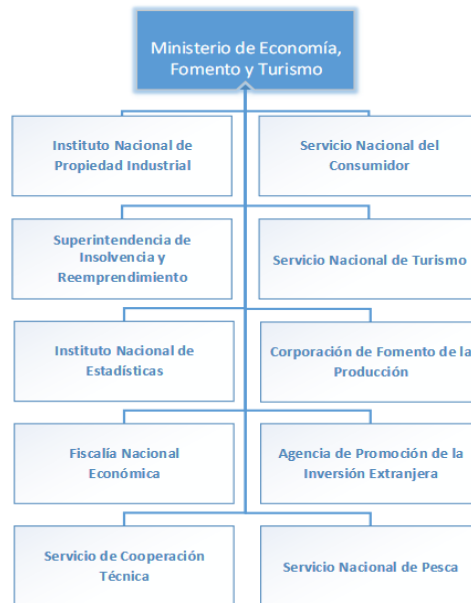 Ministerio de Economía,
Fomento y Turismo
Instituto Nacional de
Propiedad Industrial
Servicio Nacional del
Consumidor
Superintendencia de
Insolvencia y
Reemprendimiento
Servicio Nacional de Turismo
Instituto Nacional de
Estadísticas
Corporación de Fomento de la
Producción
Fiscalía Nacional
Económica
Agencia de Promoción de la
Inversión Extranjera
Servicio de Cooperación
Técnica
Servicio Nacional de Pesca